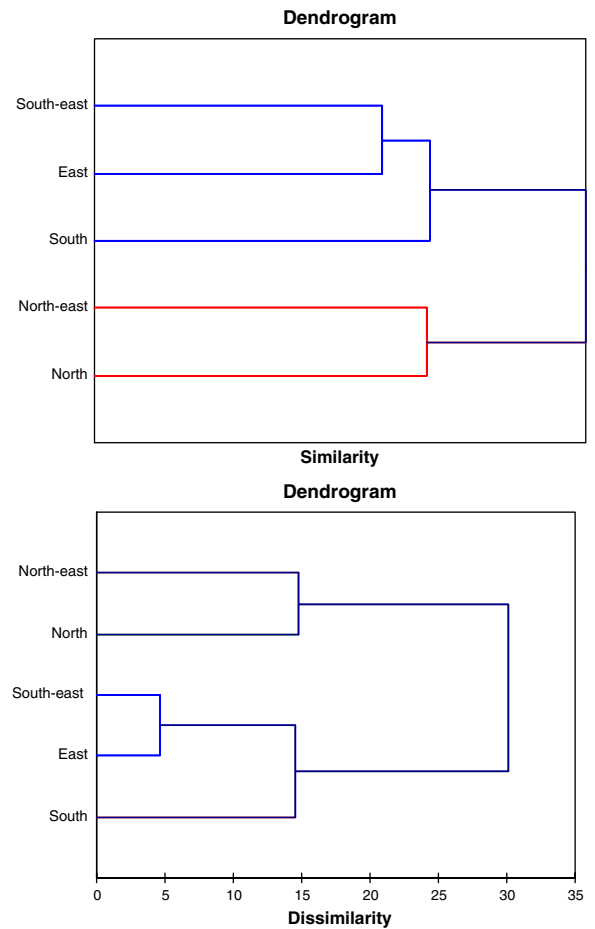 Dendrogram
South-east
East
South
North-east
North
Similarity
Dendrogram
North-east
North
South-east
East
South
0 5 10 15 20 25 30 35
Dissimilarity